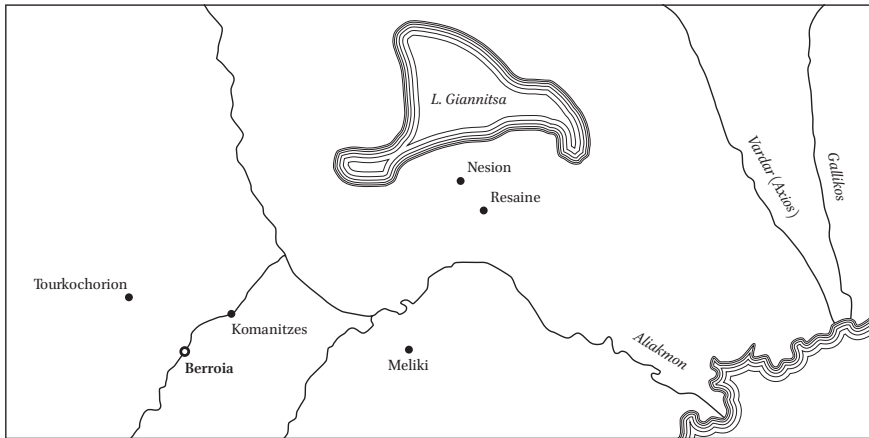 L. Giannitsa
Vardar (Axios)
Gallikos
Nesion
Resaine
Tourkochorion
Komanitzes
Berroia
Meliki
Aliakmon